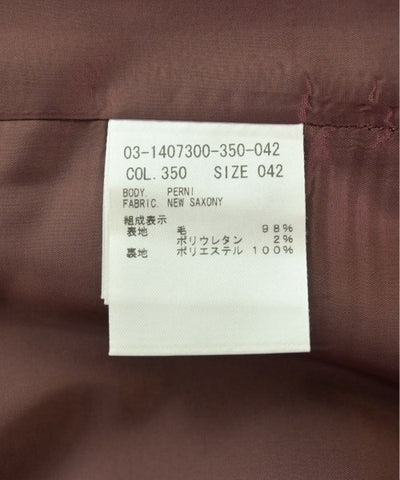 03-1407300-350-042
COL.350 SIZE 042
BODY. PERNI
FABRIC. NEW SAXONY
組成表示
表地 毛 98%
ポリウレタン 2%
裏地 ポリエステル 100%